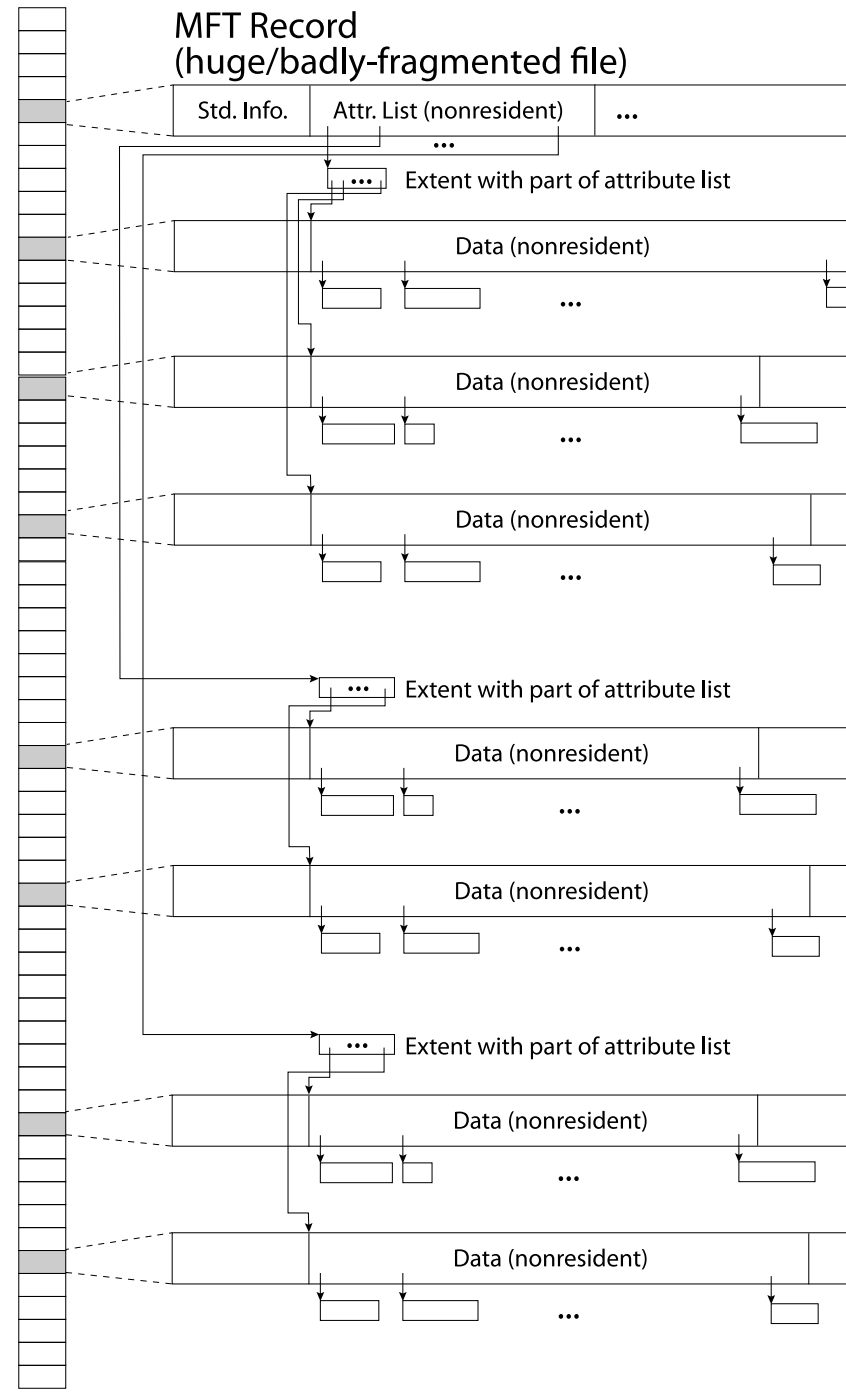 MFT Record
(huge/badly-fragmented file)
Std. Info.
Attr. List (nonresident)
...
...
...
Extent with part of attribute list
Data (nonresident)
...
Data (nonresident)
...
Data (nonresident)
...
...
Extent with part of attribute list
Data (nonresident)
...
Data (nonresident)
...
...
Extent with part of attribute list
Data (nonresident)
...
Data (nonresident)
...